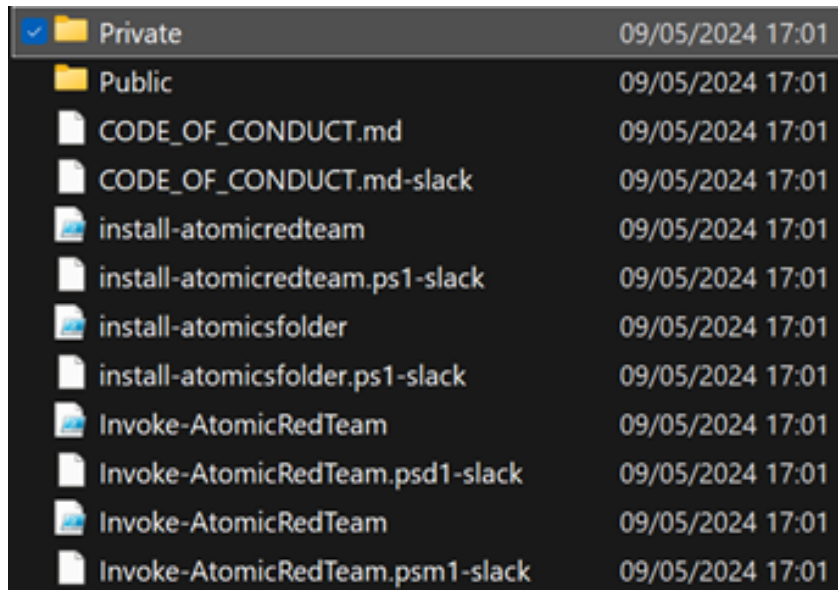 Private 09/05/2024 17:01
Public 09/05/2024 17:01
CODE_OF_CONDUCT.md 09/05/2024 17:01
CODE_OF_CONDUCT.md-slack 09/05/2024 17:01
install-atomicredteam 09/05/2024 17:01
install-atomicredteam.ps1-slack 09/05/2024 17:01
install-atomicsfolder 09/05/2024 17:01
install-atomicsfolder.ps1-slack 09/05/2024 17:01
Invoke-AtomicRedTeam 09/05/2024 17:01
Invoke-AtomicRedTeam.psd1-slack 09/05/2024 17:01
Invoke-AtomicRedTeam 09/05/2024 17:01
Invoke-AtomicRedTeam.psm1-slack 09/05/2024 17:01